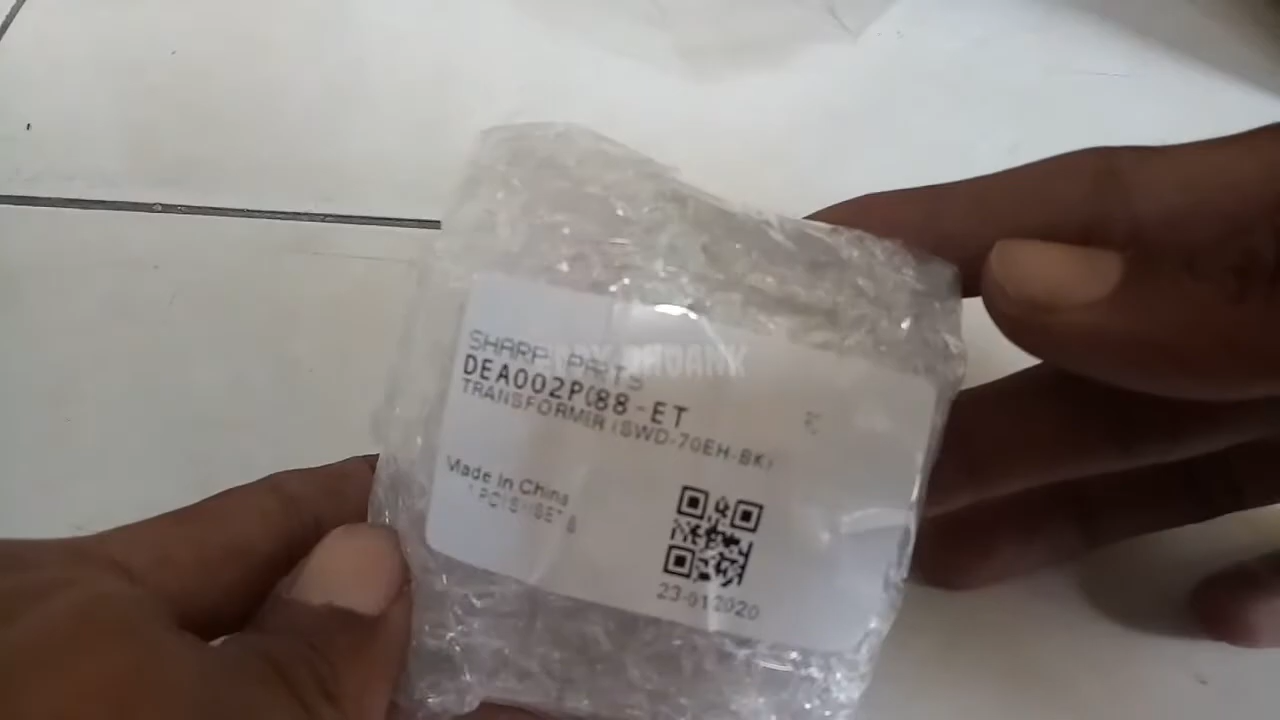 SHARP PARTS
DEA002P088-ET
TRANSFORMER (SWD-70EH-BK)
Made in China
23-01-2020